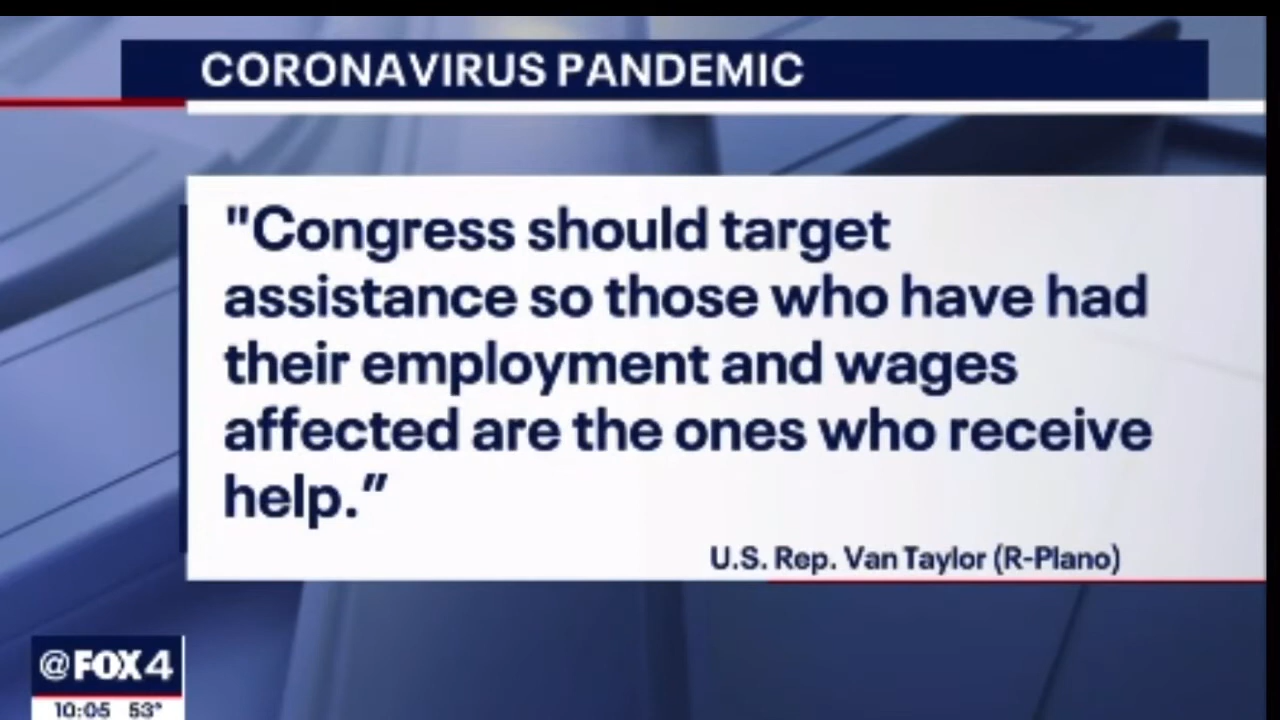 CORONAVIRUS PANDEMIC
"Congress should target
assistance so those who have had
their employment and wages
affected are the ones who receive
help.”
U.S. Rep. Van Taylor (R-Plano)
@FOX4
10:05 53°